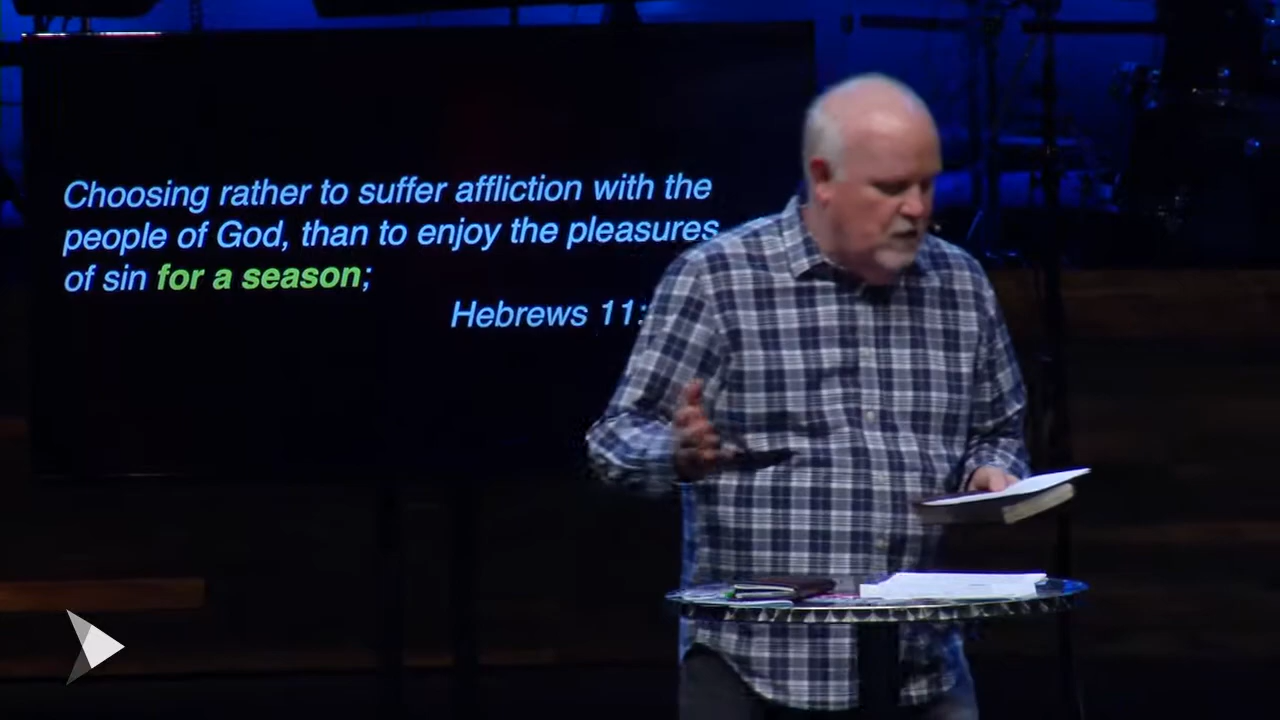 Choosing rather to suffer affliction with the
people of God, than to enjoy the pleasures
of sin for a season;
Hebrews 11: